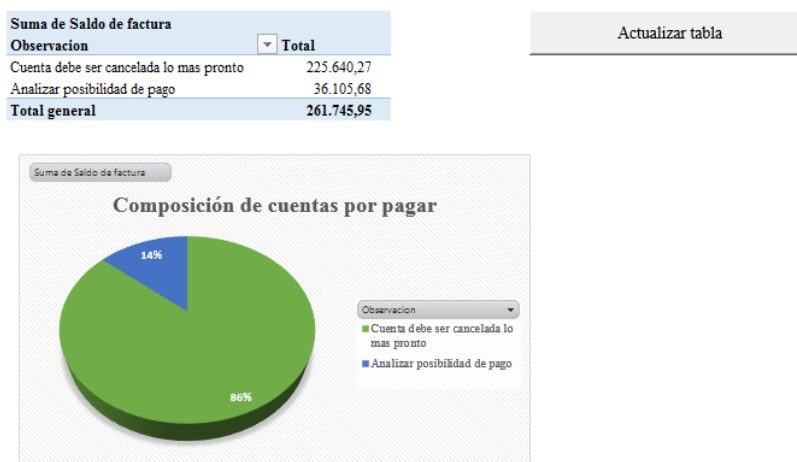 Suma de Saldo de factura
Observacion Total
Cuenta debe ser cancelada lo mas pronto 225.640,27
Analizar posibilidad de pago 36.105,68
Total general 261.745,95
Actualizar tabla
Suma de Saldo de factura
Composición de cuentas por pagar
14%
86%
Observacion
Cuenta debe ser cancelada lo
mas pronto
Analizar posibilidad de pago